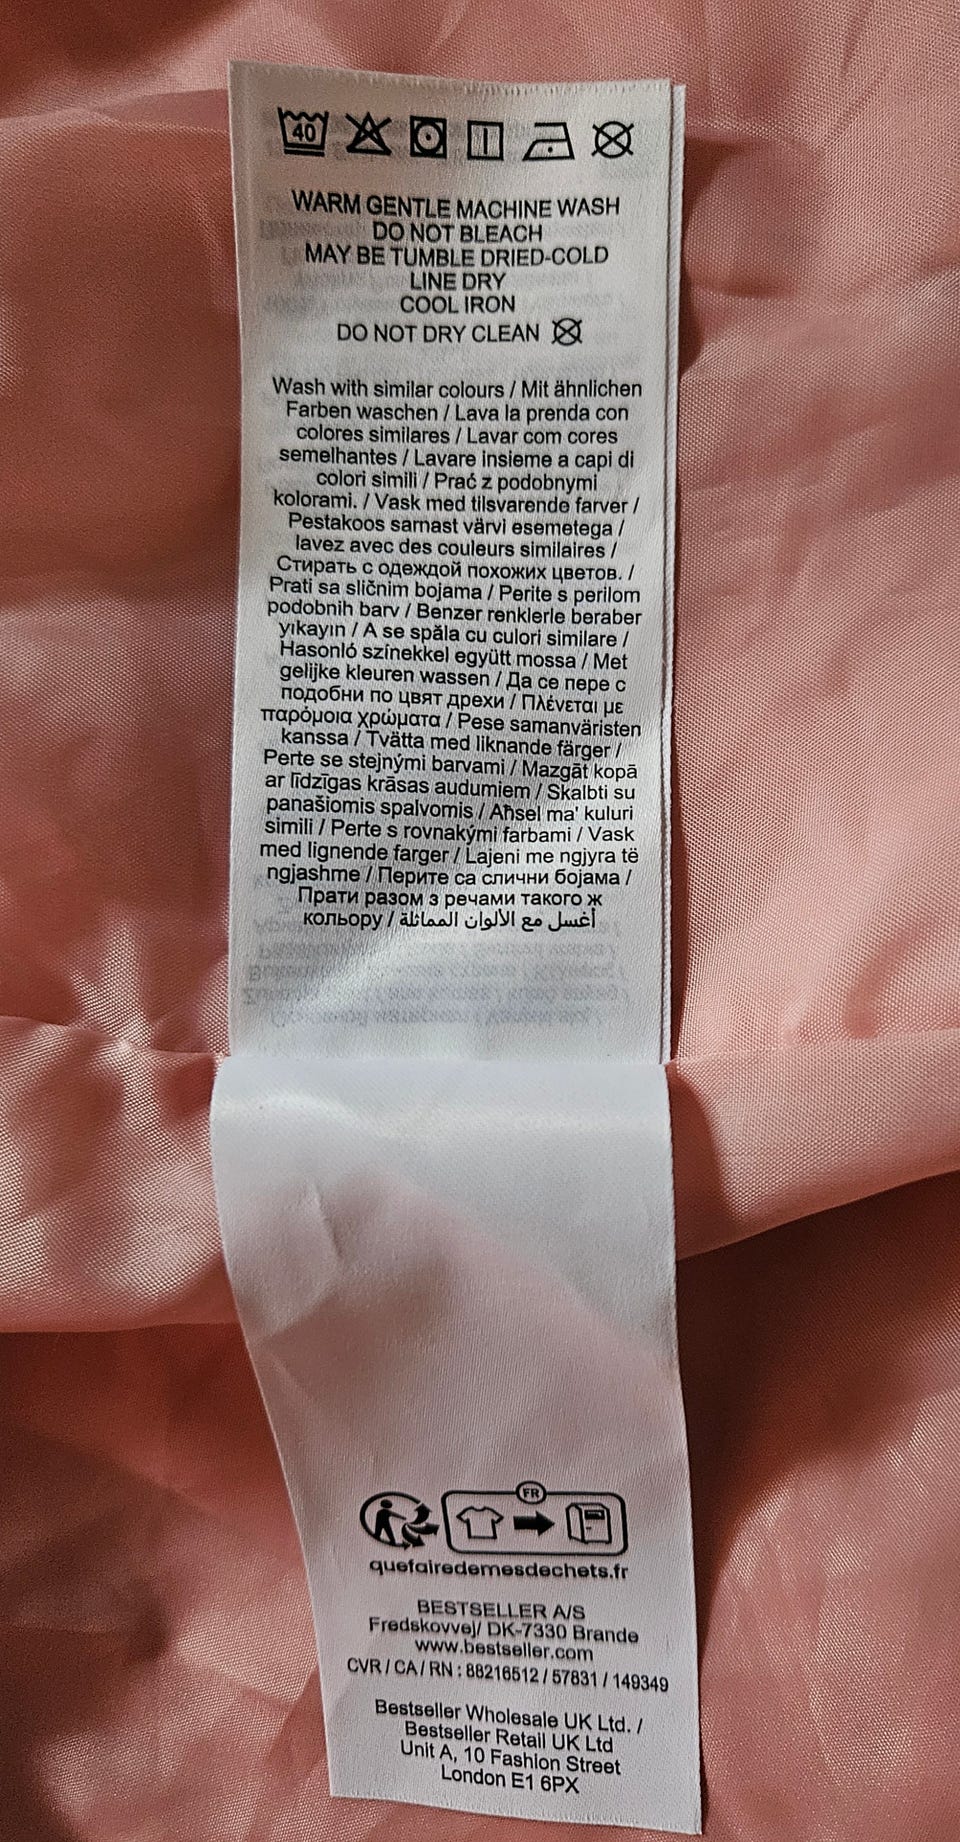 40
WARM GENTLE MACHINE WASH
DO NOT BLEACH
MAY BE TUMBLE DRIED-COLD
LINE DRY
COOL IRON
DO NOT DRY CLEAN
Wash with similar colours / Mit ähnlichen
Farben waschen / Lava la prenda con
colores similares / Lavar com cores
semelhantes / Lavare insieme a capi di
colori simili / Prać z podobnymi
kolorami. / Vask med tilsvarende farver /
Pestakoos samast värvi esemetega /
lavez avec des couleurs similaires /
Стирать с одеждой похожих цветов. /
Prati sa sličnim bojama / Perite s perilom
podobnih barv / Benzer renklerle beraber
yıkayın / A se spăla cu culori similare /
Hasonló színekkel együtt mossa / Met
gelijke kleuren wassen / Да се пере с
подобни по цвят дрехи / Πλένεται με
παρόμοια χρώματα / Pese samanväristen
kanssa / Tvätta med liknande färger /
Perte se stejnými barvami / Mazgāt kopā
ar līdzīgas krāsas audumiem / Skalbti su
panašiomis spalvomis / Aħsel ma' kuluri
simili / Perte s rovnakými farbami / Vask
med lignende farger / Lajeni me ngjyra të
ngjashme / Перите са слични бојама /
Прати разом з речами такого ж
кольору / أغسل مع الألوان المماثلة
FR
quefairedemesdechets.fr
BESTSELLER A/S
Fredskovvej/ DK-7330 Brande
www.bestseller.com
CVR / CA / RN : 88216512 / 57831 / 149349
Bestseller Wholesale UK Ltd. /
Bestseller Retail UK Ltd
Unit A, 10 Fashion Street
London E1 6PX